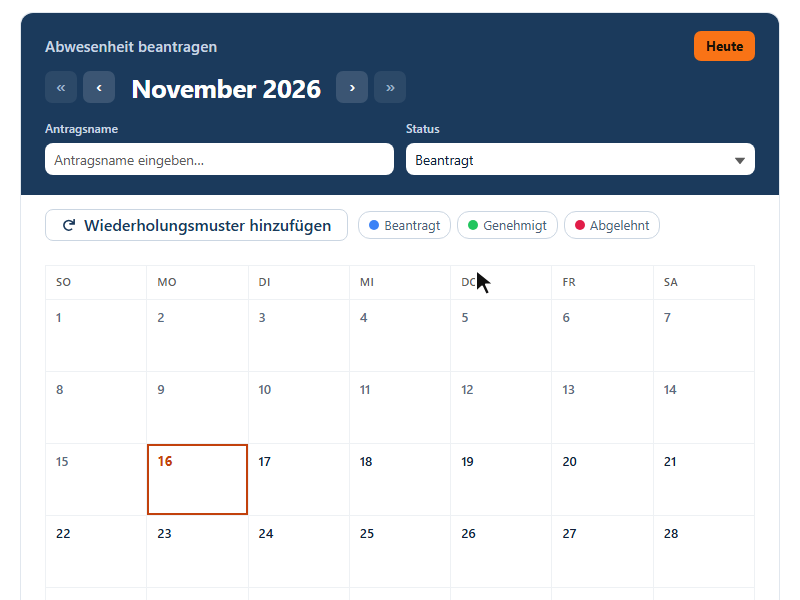 Abwesenheit beantragen
Heute
« ‹ November 2026 › »
Antragsname
Status
Antragsname eingeben...
Beantragt
Wiederholungsmuster hinzufügen
Beantragt
Genehmigt
Abgelehnt
SO MO DI MI FR SA
1 2 3 4 5 6 7
8 9 10 11 12 13 14
15 16 17 18 19 20 21
22 23 24 25 26 27 28